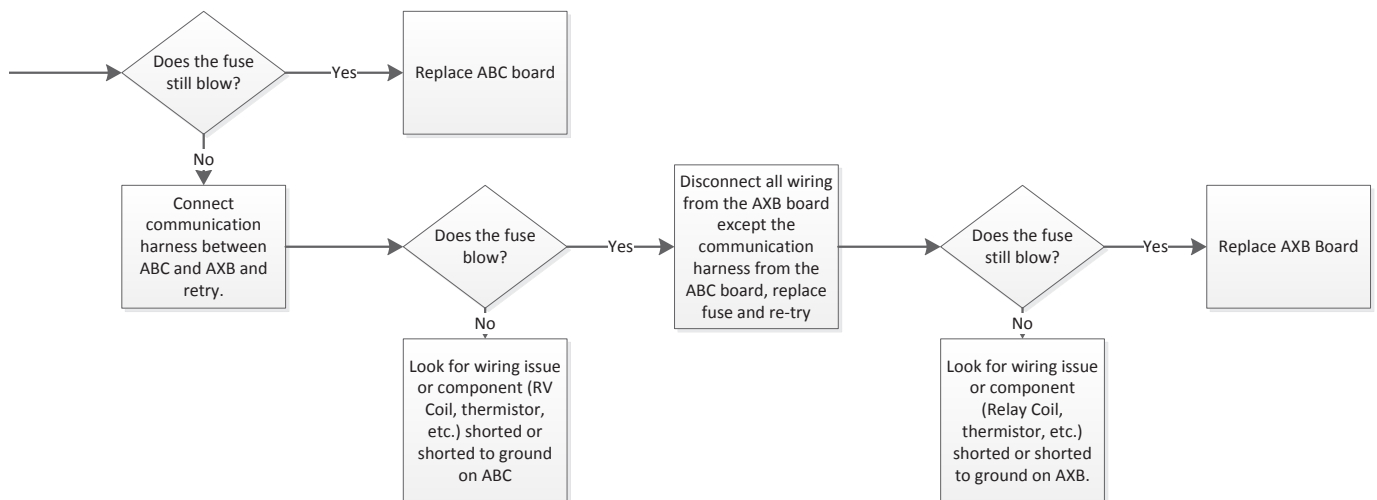 Does the fuse
still blow?
Yes
Replace ABC board
No
Connect
communication
harness between
ABC and AXB and
retry.
Does the fuse
blow?
Yes
Disconnect all wiring
from the AXB board
except the
communication
harness from the
ABC board, replace
fuse and re-try
Does the fuse
still blow?
Yes
Replace AXB Board
No
Look for wiring issue
or component (RV
Coil, thermistor,
etc.) shorted or
shorted to ground
on ABC
No
Look for wiring issue
or component
(Relay Coil,
thermistor, etc.)
shorted or shorted
to ground on AXB.